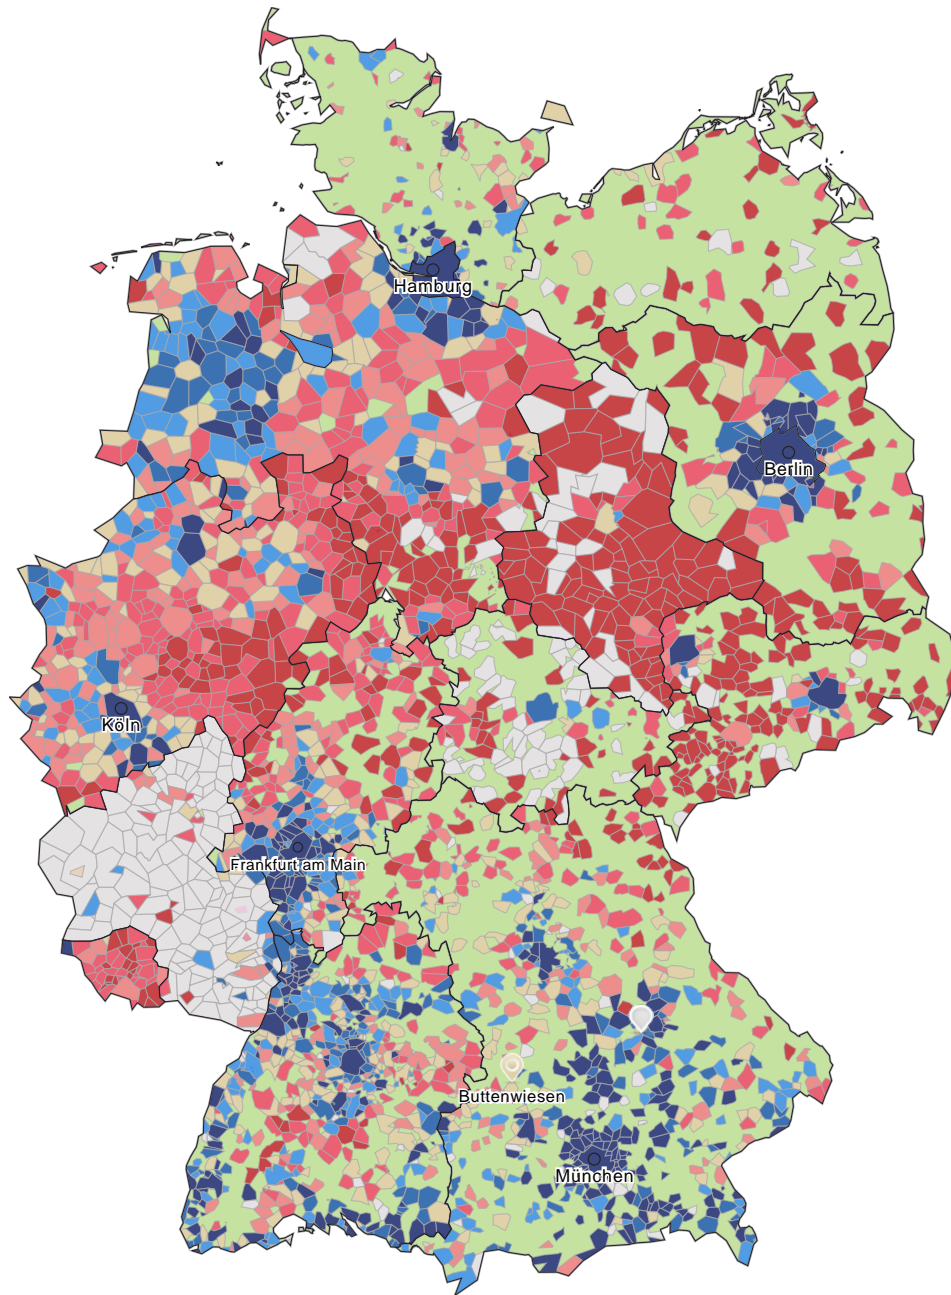 Hamburg
Berlin
Köln
Frankfurt am Main
Buttenwiesen
München